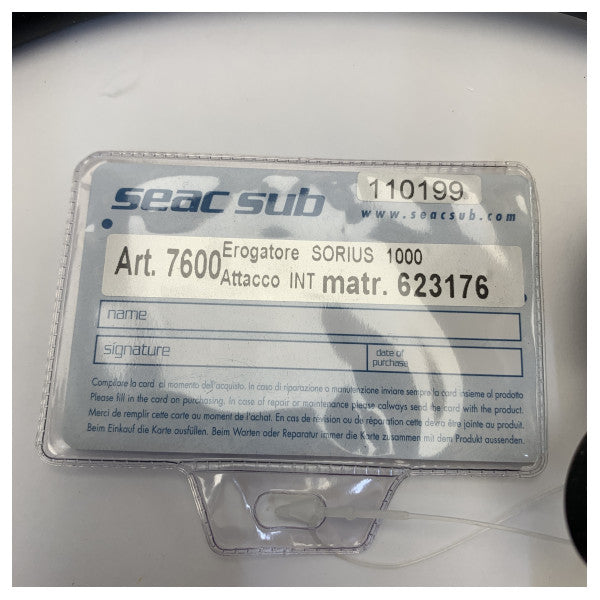 seac sub
110199
www.seacsub.com
Art. 7600
Erogatore SORIUS 1000
Attacco INT
matr. 623176
name
signature
date of
purchase
Compilare la card al momento dell'acquisto. In caso di riparazione o manutenzione inviare sempre la card insieme al prodotto
Please fill in the card on purchasing. In case of repair or maintenance please calways send the card with the product.
Merci de remplir cette carte au moment de l'achat. En cas de révision ou de réparation cette devra être jointe au produit.
Beim Einkauf die Karte ausfüllen. Beim Warten oder Reparatur immer die Karte zusammen mit dem Produkt aussenden.